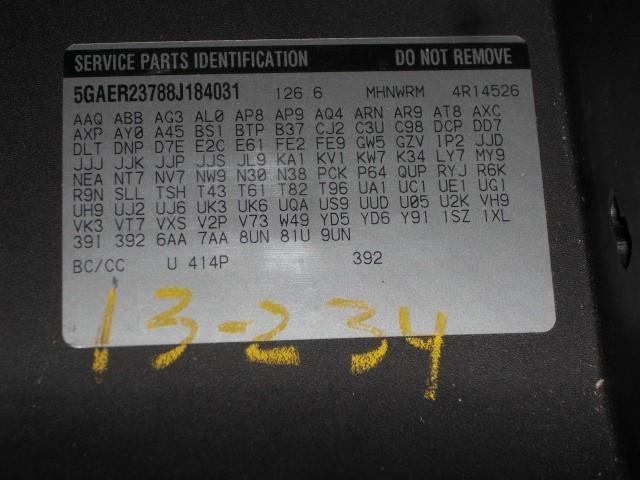 SERVICE PARTS IDENTIFICATION DO NOT REMOVE
5GAER23788J184031 126 6 MHNWRM 4R14526
AAQ ABB AG3 AL0 AP8 AP9 AQ4 ARN AR9 AT8 AXC
AXP AY0 A45 BS1 BTP B37 CJ2 C3U C98 DCP DD7
DLT DNP D7E E2C E61 FE2 FE9 GW5 GZV IP2 JJD
JJJ JJK JJP JJS JL9 KA1 KV1 KW7 K34 LY7 MY9
NEA NT7 NV7 NW9 N30 N38 PCK P64 QUP RYJ R6K
R9N SLL TSH T43 T61 T82 T96 UA1 UC1 UE1 UG1
UH9 UJ2 UJ6 UK3 UK6 UQA US9 UUD U05 U2K VH9
VK3 VT7 VXS V2P V73 W49 YD5 YD6 Y91 1SZ 1XL
39I 392 6AA 7AA 8UN 81U 9UN
BC/CC U 414P 392
13-234